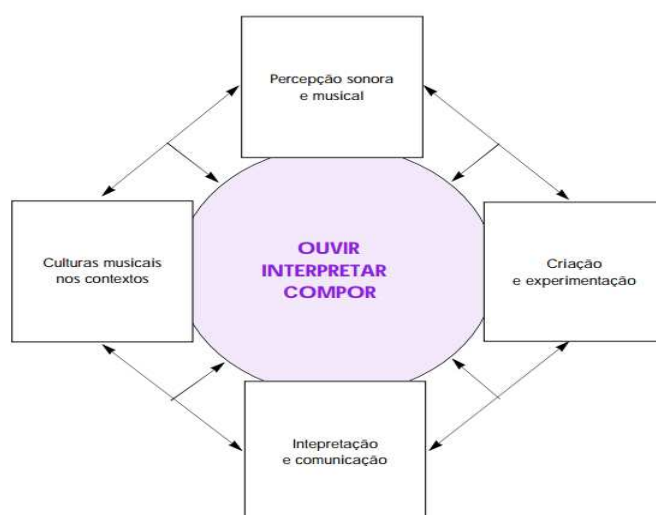 Percepção sonora
e musical
Culturas musicais
nos contextos
OUVIR
INTERPRETAR
COMPOR
Criação
e experimentação
Intepretação
e comunicação